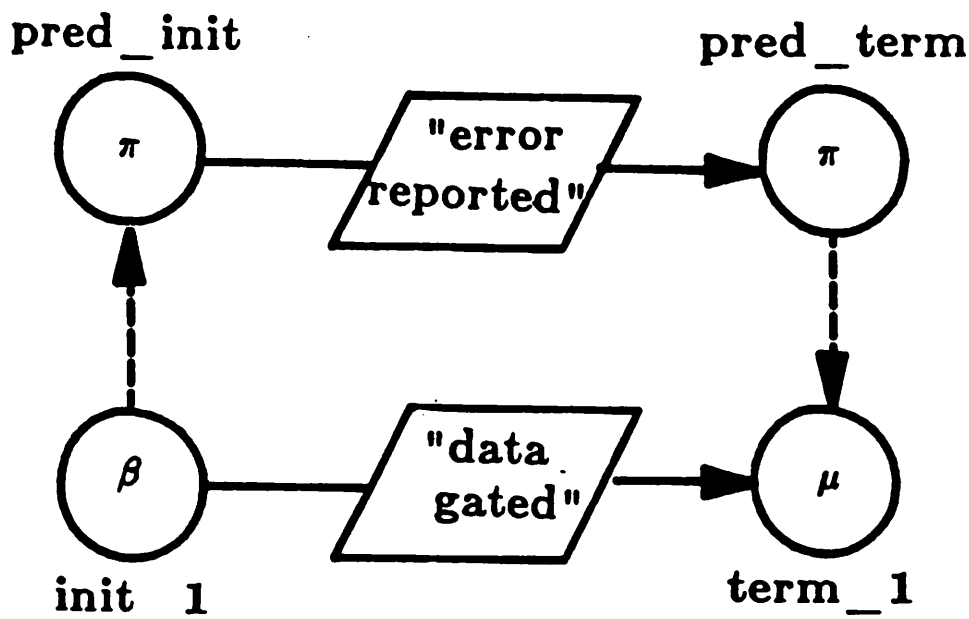 pred_init
pred_term
π
"error
reported"
π
β
"data
gated"
μ
init 1
term_1